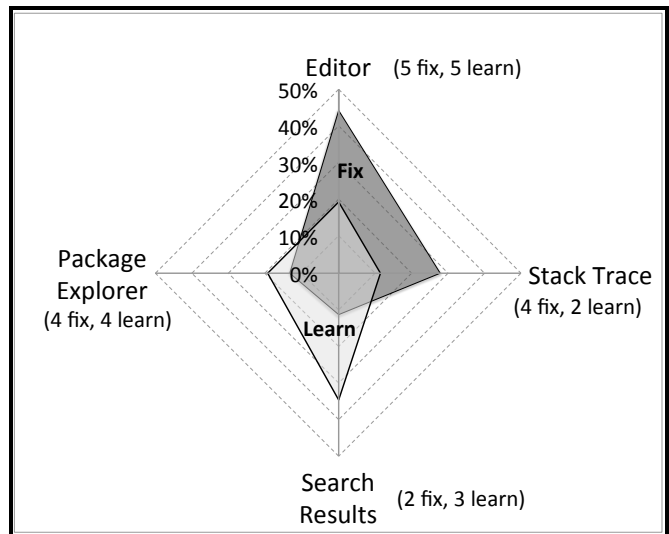 Editor (5 fix, 5 learn)
50%
40%
30%
Fix
20%
10%
0%
Package
Explorer
(4 fix, 4 learn)
Stack Trace
(4 fix, 2 learn)
Learn
Search
Results
(2 fix, 3 learn)